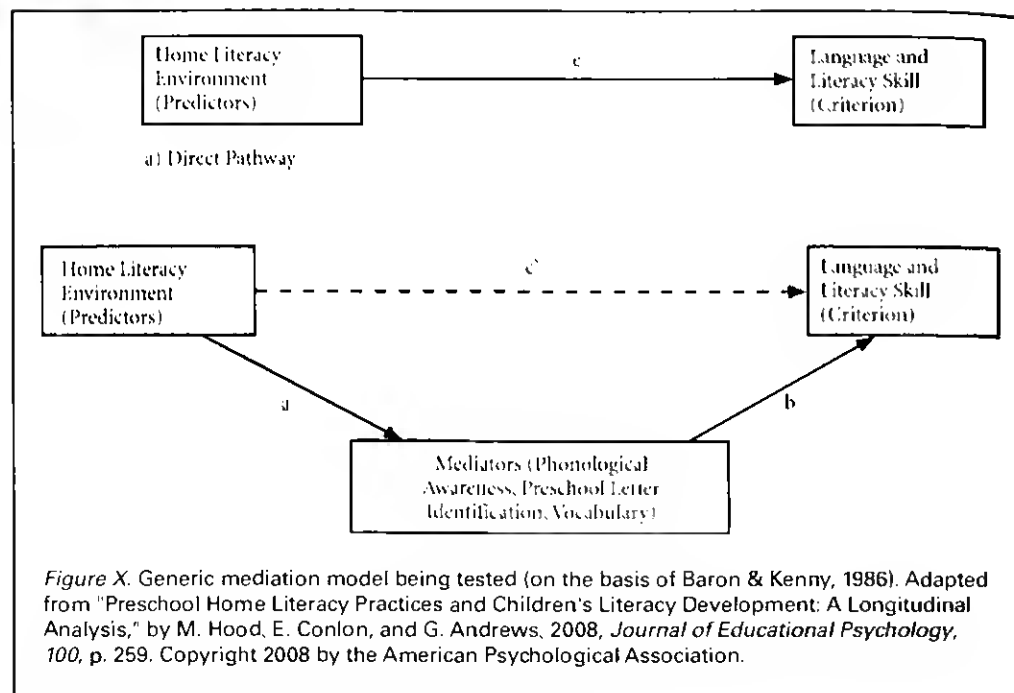 Home Literacy
Environment
(Predictors)
c
Language and
Literacy Skill
(Criterion)
a) Direct Pathway
Home Literacy
Environment
(Predictors)
c'
Language and
Literacy Skill
(Criterion)
a
b
Mediators (Phonological
Awareness, Preschool Letter
Identification, Vocabulary)
Figure X. Generic mediation model being tested (on the basis of Baron & Kenny, 1986). Adapted
from "Preschool Home Literacy Practices and Children's Literacy Development: A Longitudinal
Analysis," by M. Hood, E. Conlon, and G. Andrews, 2008, Journal of Educational Psychology,
100, p. 259. Copyright 2008 by the American Psychological Association.